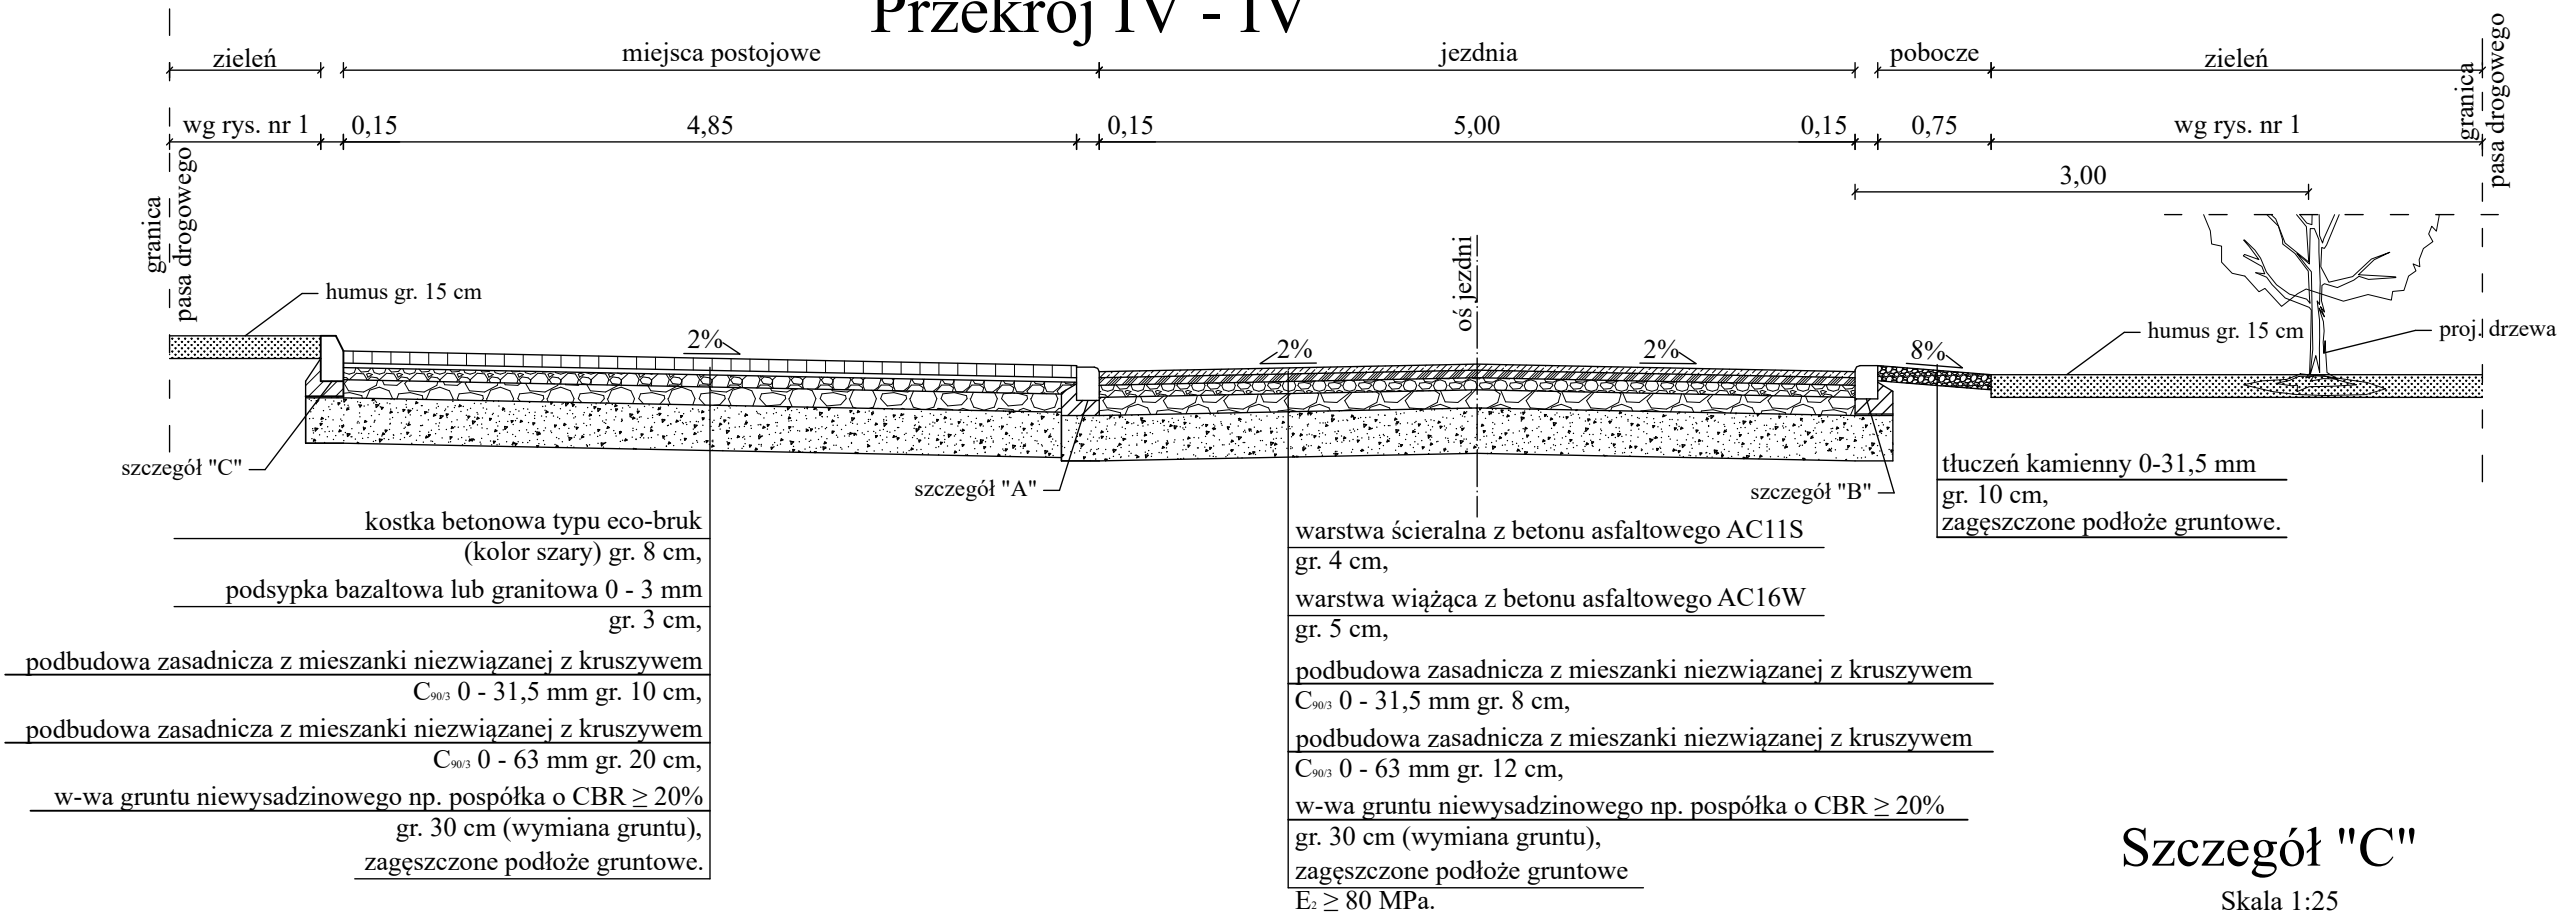 Przekrój IV - IV
zieleń
miejsca postojowe
jezdnia
pobocze
zieleń
wg rys. nr 1
0,15
4,85
0,15
5,00
0,15
0,75
wg rys. nr 1
3,00
granica
pasa drogowego
granica
pasa drogowego
oś jezdni
humus gr. 15 cm
2%
2%
2%
8%
humus gr. 15 cm
proj. drzewa
szczegół "C"
szczegół "A"
szczegół "B"
kostka betonowa typu eco-bruk
(kolor szary) gr. 8 cm,
podsypka bazaltowa lub granitowa 0 - 3 mm
gr. 3 cm,
podbudowa zasadnicza z mieszanki niezwiązanej z kruszywem
C90/3 0 - 31,5 mm gr. 10 cm,
podbudowa zasadnicza z mieszanki niezwiązanej z kruszywem
C90/3 0 - 63 mm gr. 20 cm,
w-wa gruntu niewysadzinowego np. pospółka o CBR ≥ 20%
gr. 30 cm (wymiana gruntu),
zagęszczone podłoże gruntowe.
warstwa ścieralna z betonu asfaltowego AC11S
gr. 4 cm,
warstwa wiążąca z betonu asfaltowego AC16W
gr. 5 cm,
podbudowa zasadnicza z mieszanki niezwiązanej z kruszywem
C90/3 0 - 31,5 mm gr. 8 cm,
podbudowa zasadnicza z mieszanki niezwiązanej z kruszywem
C90/3 0 - 63 mm gr. 12 cm,
w-wa gruntu niewysadzinowego np. pospółka o CBR ≥ 20%
gr. 30 cm (wymiana gruntu),
zagęszczone podłoże gruntowe
E2 ≥ 80 MPa.
tłuczeń kamienny 0-31,5 mm
gr. 10 cm,
zagęszczone podłoże gruntowe.
Szczegół "C"
Skala 1:25